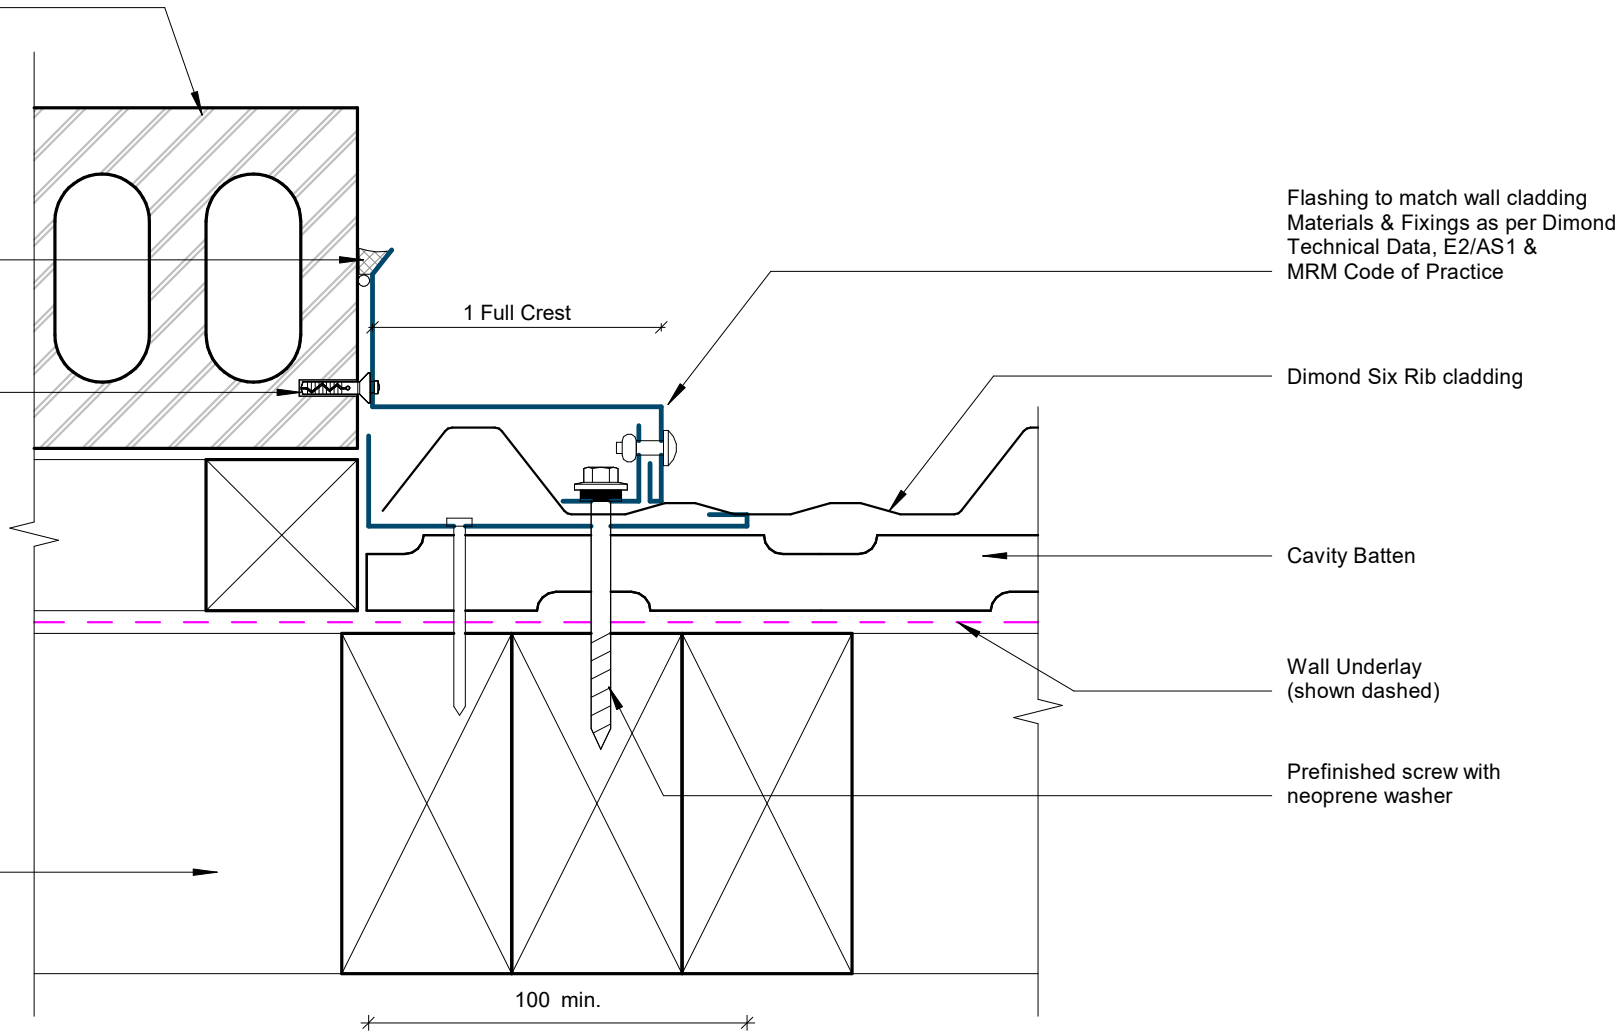 Flashing to match wall cladding
Materials & Fixings as per Dimond
Technical Data, E2/AS1 &
MRM Code of Practice
1 Full Crest
Dimond Six Rib cladding
Cavity Batten
Wall Underlay
(shown dashed)
Prefinished screw with
neoprene washer
100 min.